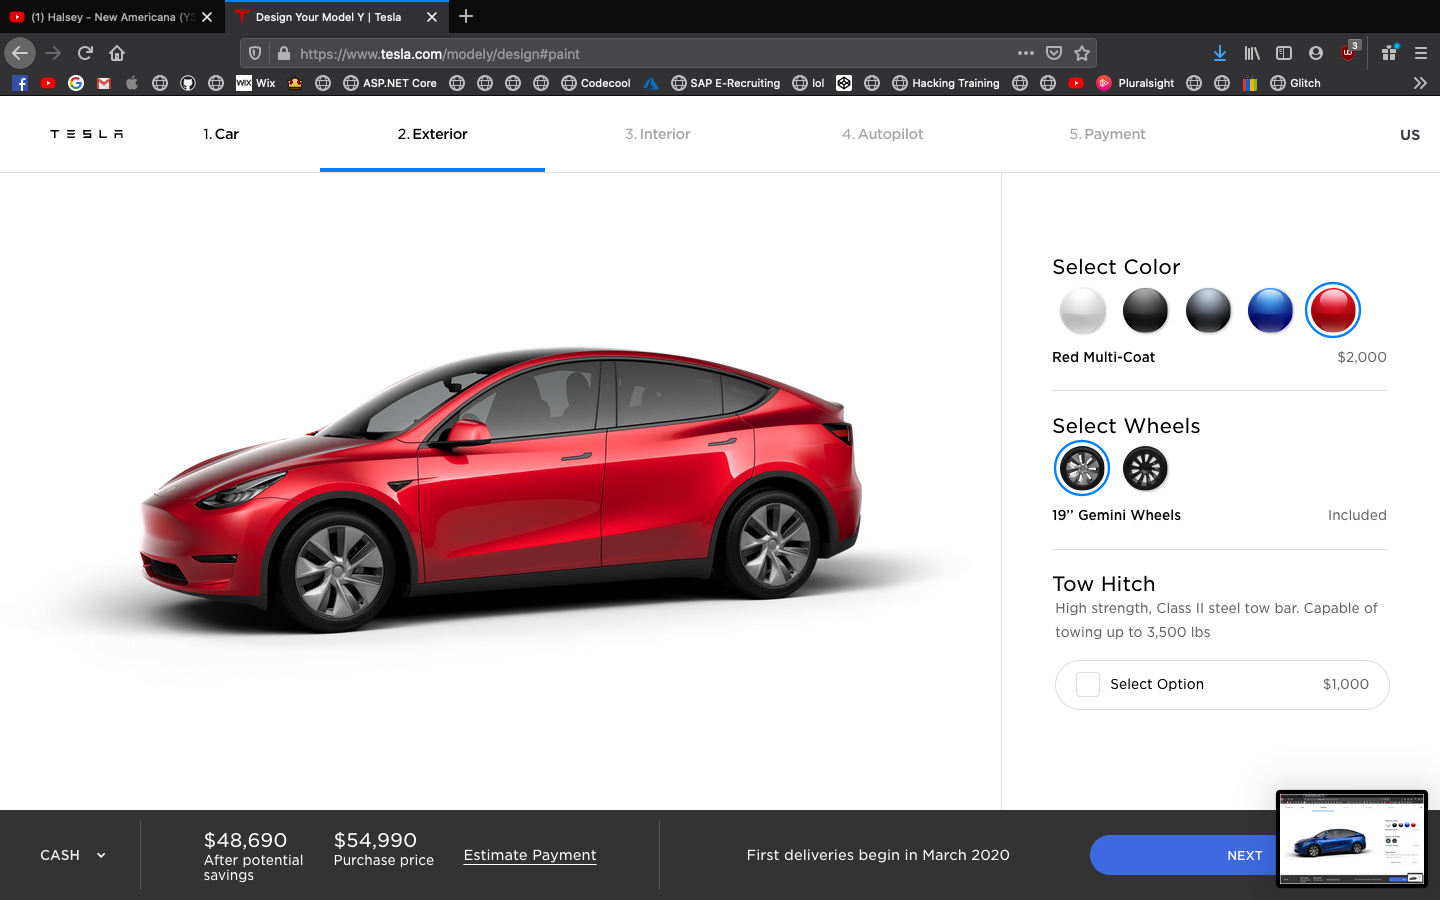 (1) Halsey - New Americana (Y
Design Your Model Y | Tesla
https://www.tesla.com/modely/design#paint
3
Wix
ASP.NET Core
Codecool
SAP E-Recruiting
lol
Hacking Training
Pluralsight
Glitch
TESLA
1. Car
2. Exterior
3. Interior
4. Autopilot
5. Payment
US
Select Color
Red Multi-Coat
$2,000
Select Wheels
19’’ Gemini Wheels
Included
Tow Hitch
High strength, Class II steel tow bar. Capable of
towing up to 3,500 lbs
Select Option
$1,000
CASH
$48,690
After potential
savings
$54,990
Purchase price
Estimate Payment
First deliveries begin in March 2020
NEXT